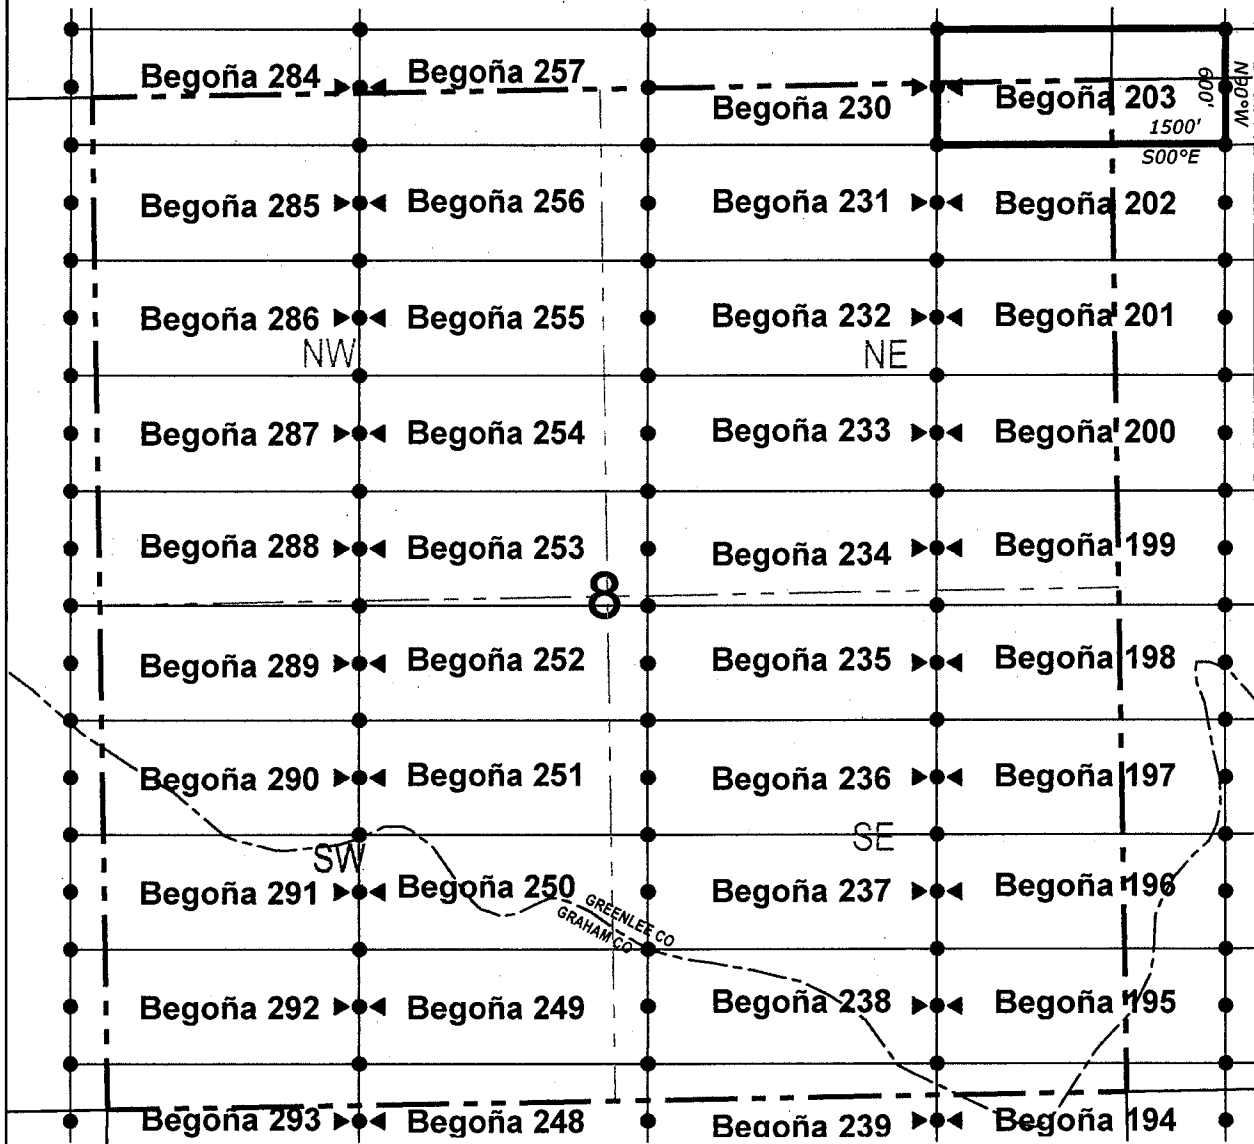 Begoña 284 Begoña 257 Begoña 230 Begoña 203
600'
N90°W
1500'
S00°E
Begoña 285 Begoña 256 Begoña 231 Begoña 202
Begoña 286 Begoña 255 Begoña 232 Begoña 201
NW NE
Begoña 287 Begoña 254 Begoña 233 Begoña 200
Begoña 288 Begoña 253 Begoña 234 Begoña 199
8
Begoña 289 Begoña 252 Begoña 235 Begoña 198
Begoña 290 Begoña 251 Begoña 236 Begoña 197
SW SE
Begoña 291 Begoña 250 Begoña 237 Begoña 196
GREENLEE CO
GRAHAM CO
Begoña 292 Begoña 249 Begoña 238 Begoña 195
Begoña 293 Begoña 248 Begoña 239 Begoña 194